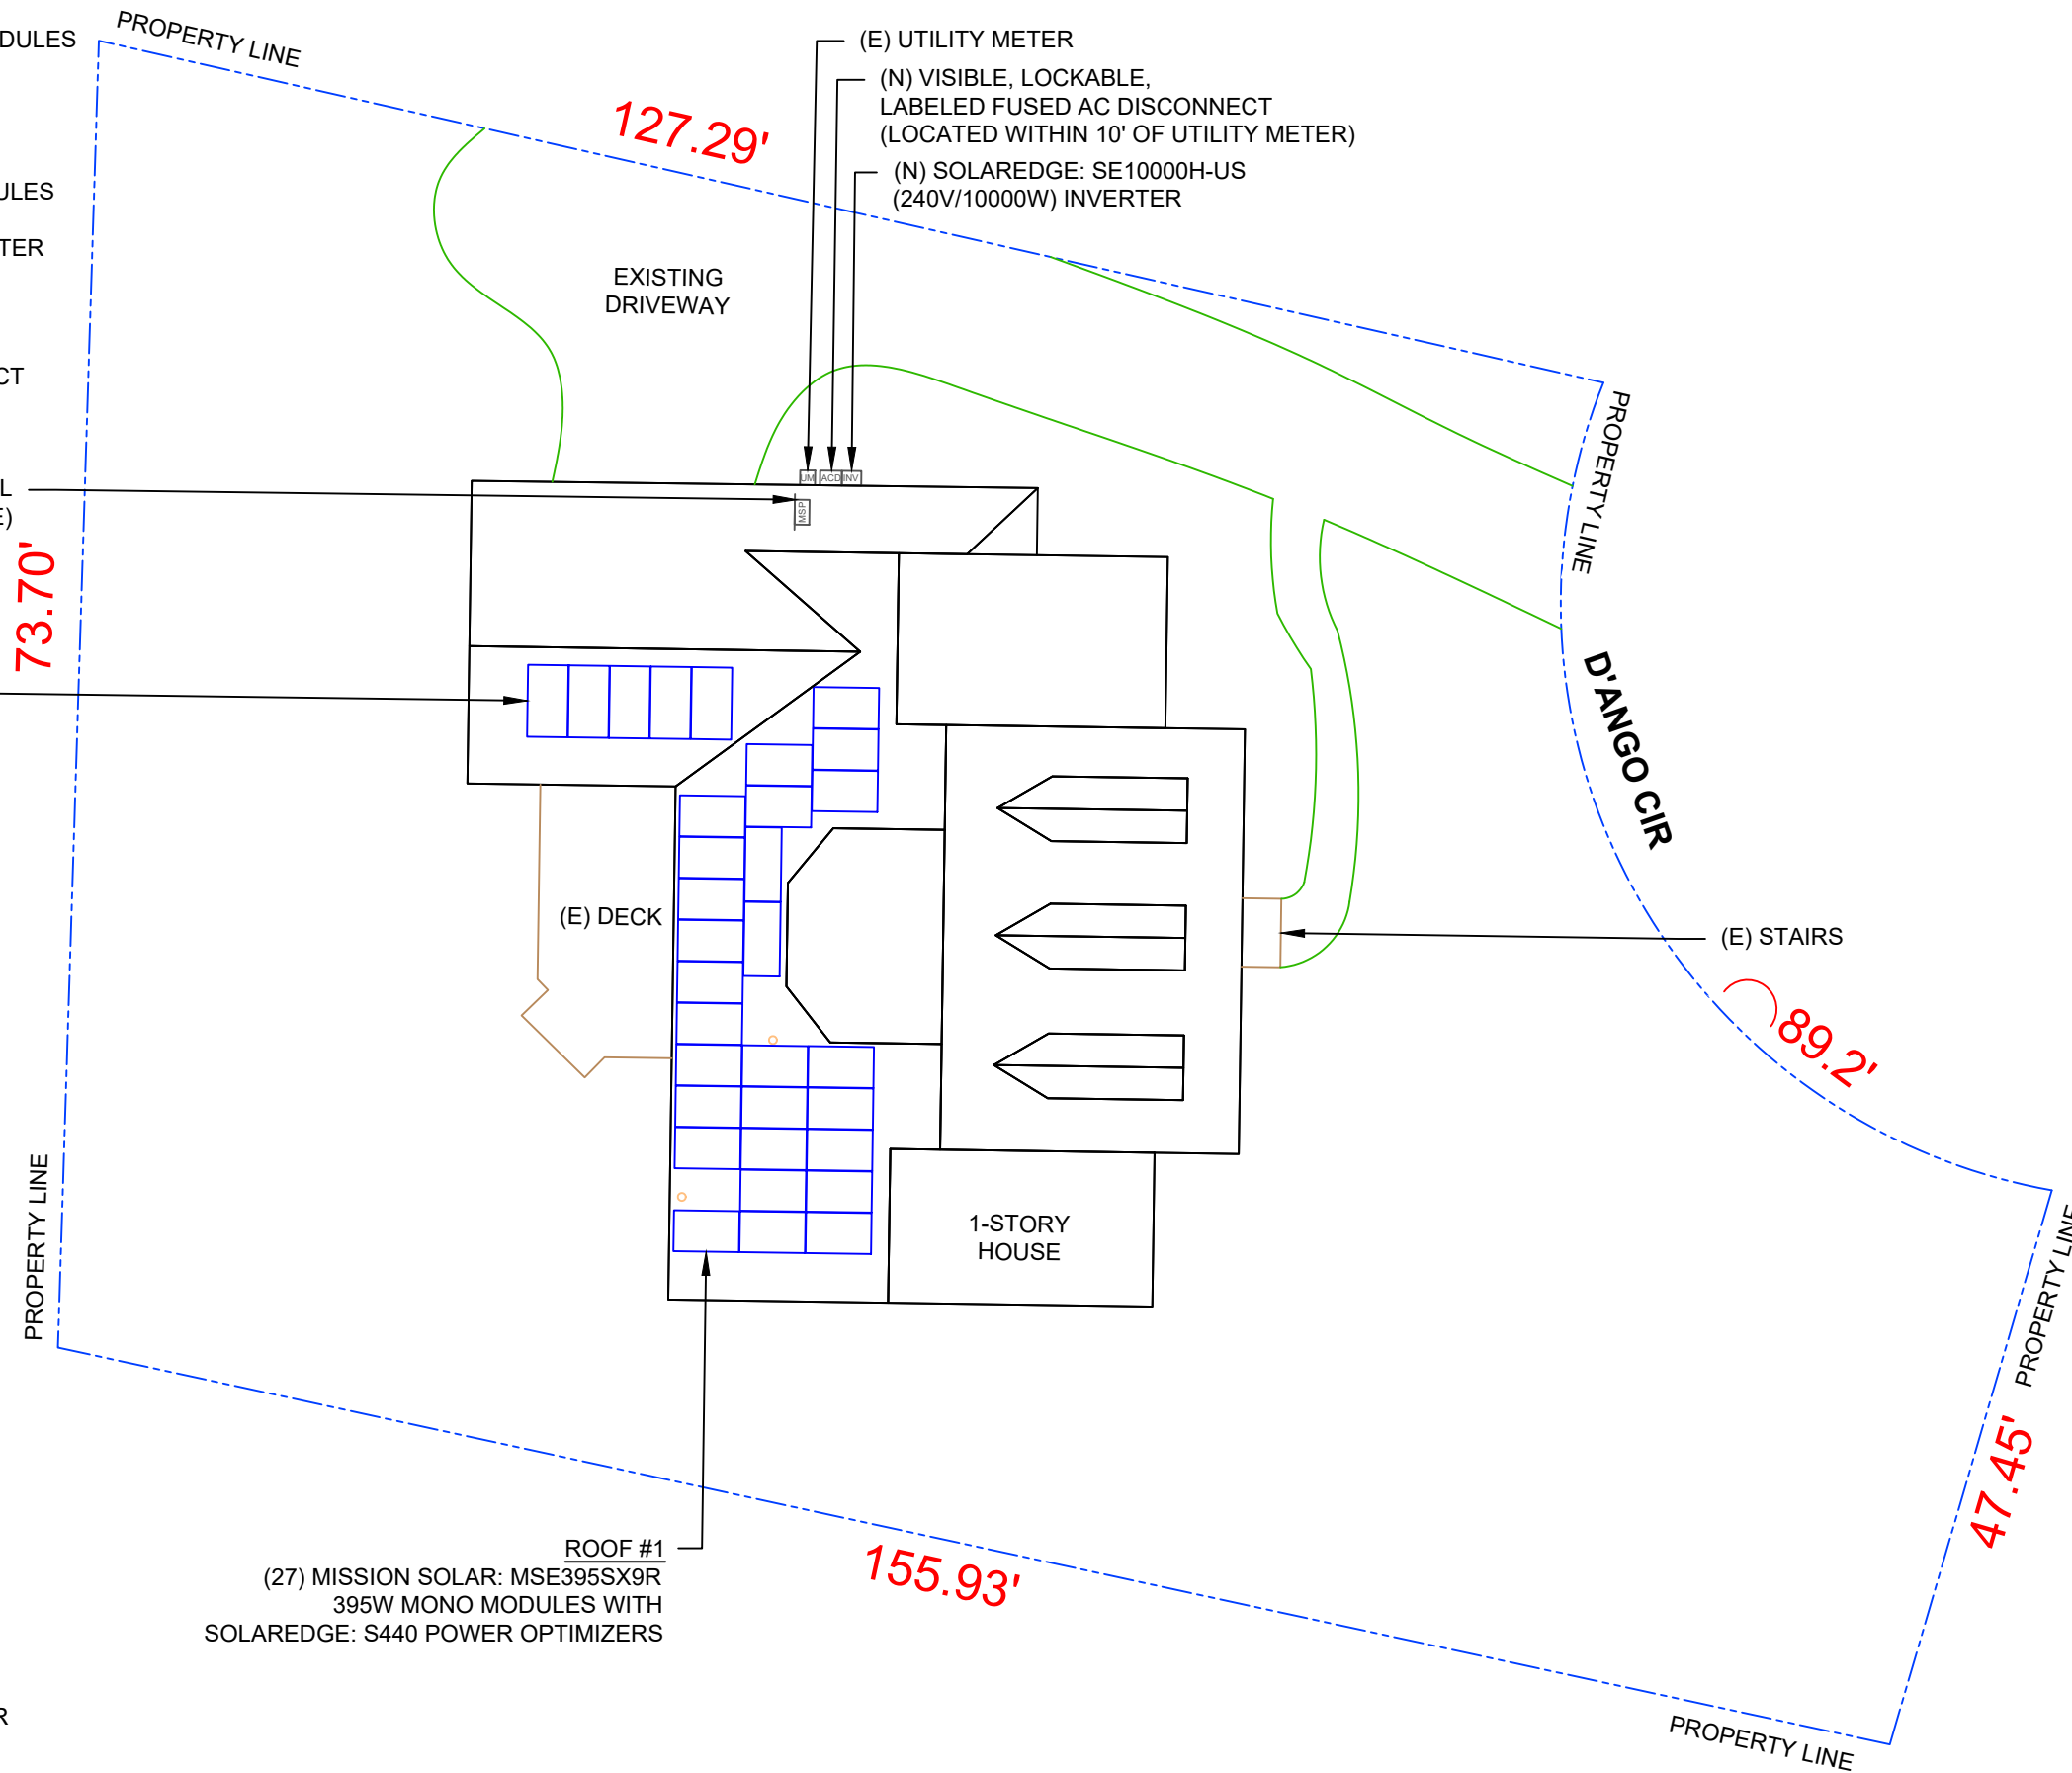 PROPERTY LINE
DULES
(E) UTILITY METER
(N) VISIBLE, LOCKABLE,
LABELED FUSED AC DISCONNECT
(LOCATED WITHIN 10' OF UTILITY METER)
127.29'
(N) SOLAREDGE: SE10000H-US
(240V/10000W) INVERTER
ULES
TER
EXISTING
DRIVEWAY
CT
PROPERTY LINE
UM
ACD
INV
MSP
L
E)
73.70'
D'ANGO CIR
(E) DECK
(E) STAIRS
89.2'
PROPERTY LINE
1-STORY
HOUSE
PROPERTY LINE
47.45'
ROOF #1
(27) MISSION SOLAR: MSE395SX9R
395W MONO MODULES WITH
SOLAREDGE: S440 POWER OPTIMIZERS
155.93'
R
PROPERTY LINE